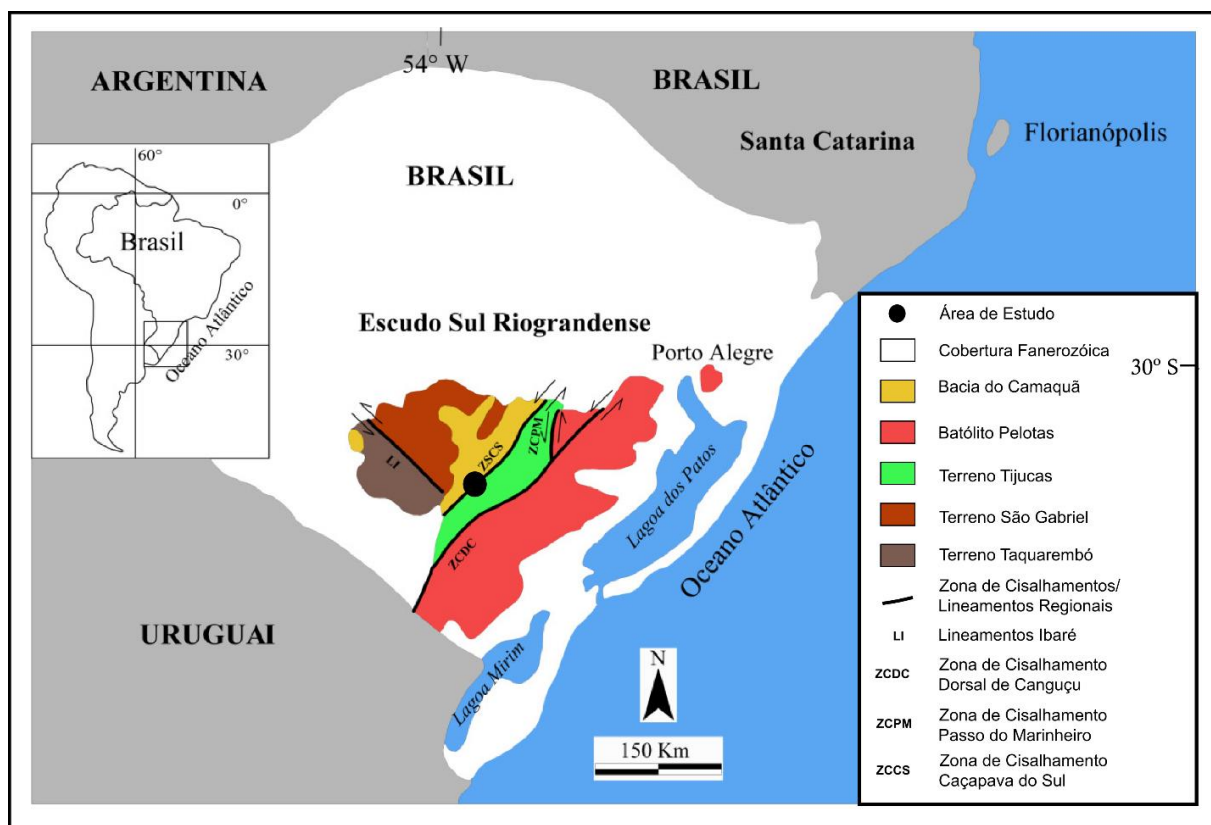 54° W
ARGENTINA
BRASIL
Santa Catarina
Florianópolis
60°
0°
Brasil
Oceano Atlântico
30°
BRASIL
Escudo Sul Riograndense
Porto Alegre
30º S
LI
ZSCS
ZCPM
ZCDC
Lagoa dos Patos
Oceano Atlântico
URUGUAI
Lagoa Mirim
N
150 Km
Área de Estudo
Cobertura Fanerozóica
Bacia do Camaquã
Batólito Pelotas
Terreno Tijucas
Terreno São Gabriel
Terreno Taquarembó
Zona de Cisalhamentos/
Lineamentos Regionais
LI Lineamentos Ibaré
ZCDC Zona de Cisalhamento
Dorsal de Canguçu
ZCPM Zona de Cisalhamento
Passo do Marinheiro
ZCCS Zona de Cisalhamento
Caçapava do Sul